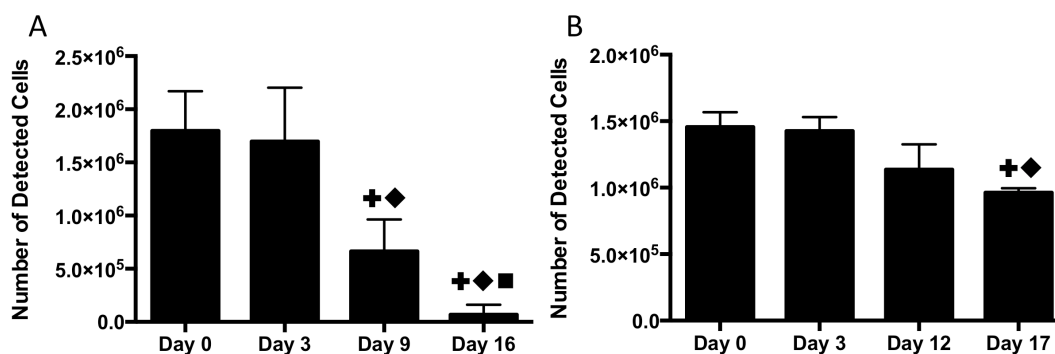 A
Number of Detected Cells
2.5×10⁶
2.0×10⁶
1.5×10⁶
1.0×10⁶
5.0×10⁵
0.0
Day 0 Day 3 Day 9 Day 16
B
Number of Detected Cells
2.0×10⁶
1.5×10⁶
1.0×10⁶
5.0×10⁵
0.0
Day 0 Day 3 Day 12 Day 17